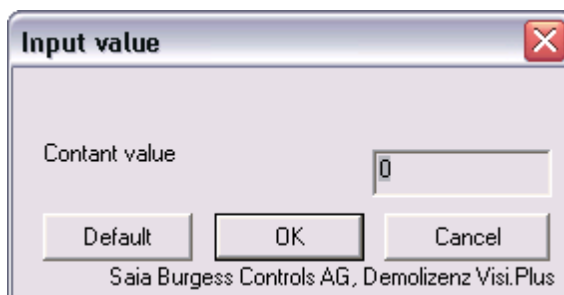 Input value
Contant value
0
Default OK Cancel
Saia Burgess Controls AG, Demolizenz Visi.Plus